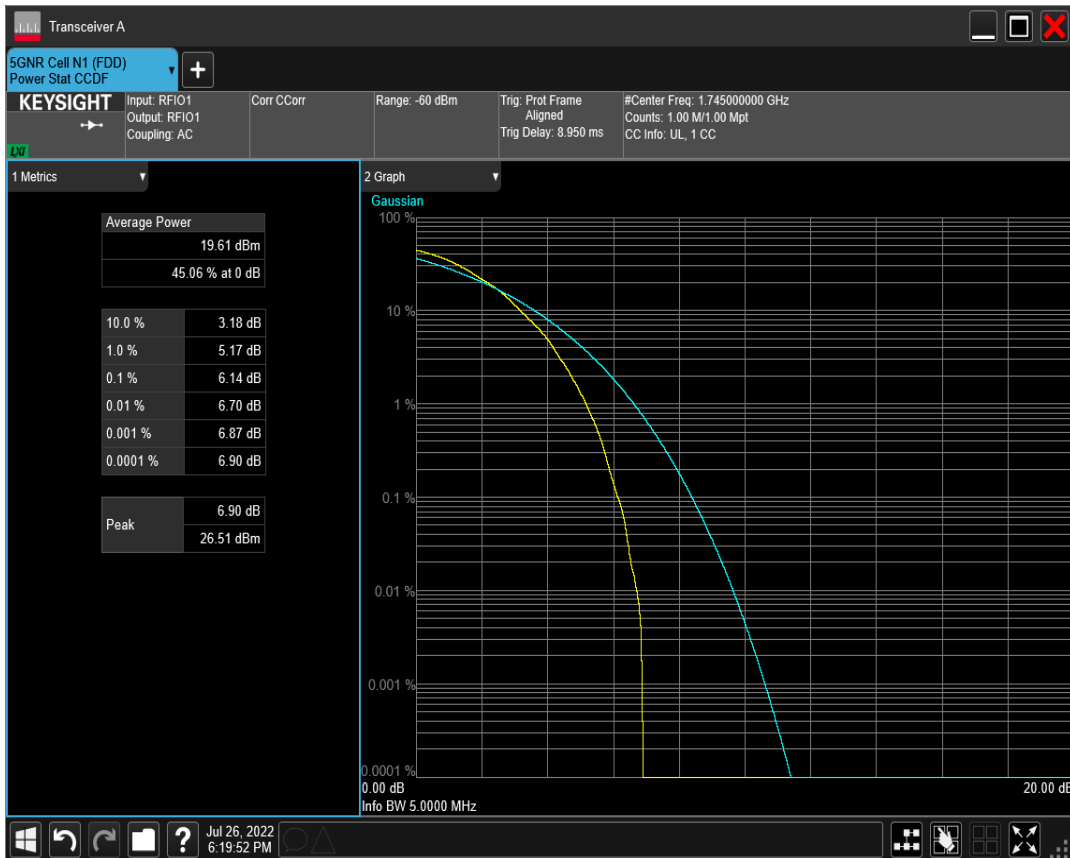 Transceiver A
5GNR Cell N1 (FDD)
Power Stat CCDF
+
KEYSIGHT
LXI
Input: RFIO1
Output: RFIO1
Coupling: AC
Corr CCorr
Range: -60 dBm
Trig: Prot Frame
Aligned
Trig Delay: 8.950 ms
#Center Freq: 1.745000000 GHz
Counts: 1.00 M/1.00 Mpt
CC Info: UL, 1 CC
1 Metrics
Average Power
19.61 dBm
45.06 % at 0 dB
10.0 % 3.18 dB
1.0 % 5.17 dB
0.1 % 6.14 dB
0.01 % 6.70 dB
0.001 % 6.87 dB
0.0001 % 6.90 dB
Peak 6.90 dB
26.51 dBm
2 Graph
Gaussian
100 %
10 %
1 %
0.1 %
0.01 %
0.001 %
0.0001 %
0.00 dB 20.00 dB
Info BW 5.0000 MHz
?
Jul 26, 2022
6:19:52 PM